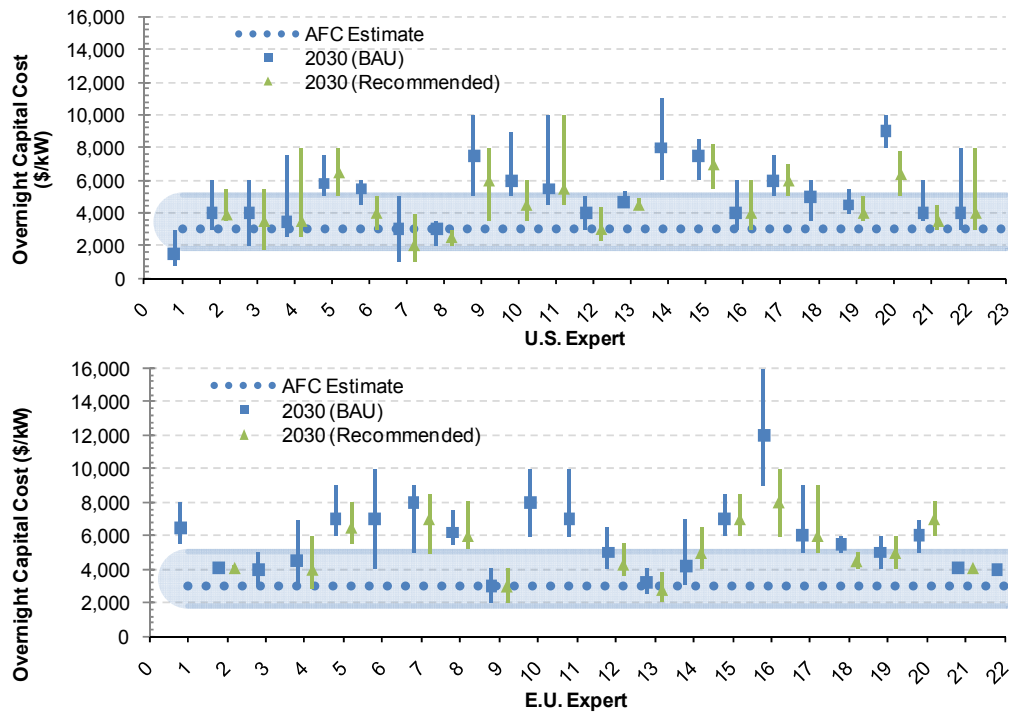 16,000
14,000
12,000
10,000
8,000
6,000
4,000
2,000
0
Overnight Capital Cost
($/kW)
AFC Estimate
2030 (BAU)
2030 (Recommended)
0 1 2 3 4 5 6 7 8 9 10 11 12 13 14 15 16 17 18 19 20 21 22 23
U.S. Expert
16,000
14,000
12,000
10,000
8,000
6,000
4,000
2,000
0
Overnight Capital Cost ($/kW)
AFC Estimate
2030 (BAU)
2030 (Recommended)
0 1 2 3 4 5 6 7 8 9 10 11 12 13 14 15 16 17 18 19 20 21 22
E.U. Expert